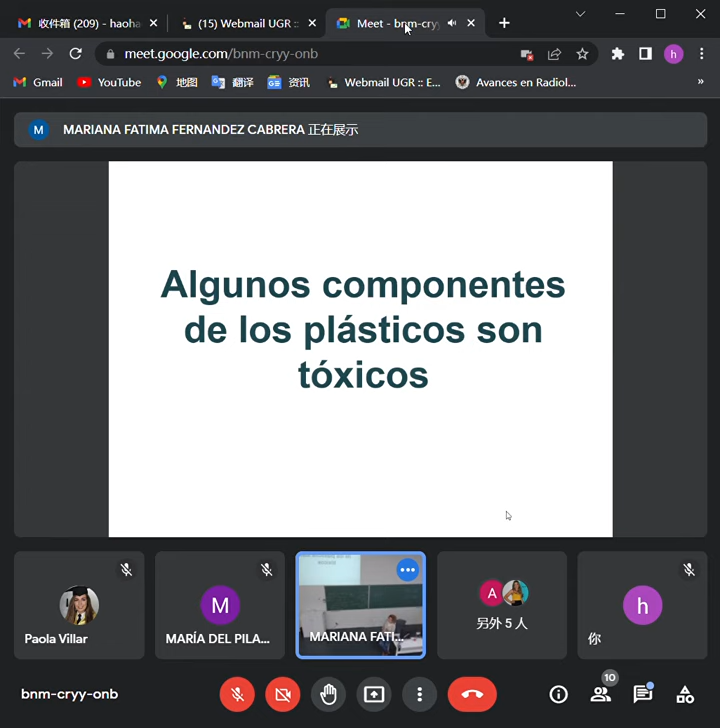 收件箱 (209) - haoha
(15) Webmail UGR ::
Meet - bnm-cry
meet.google.com/bnm-cryy-onb
h
Gmail
YouTube
地图
翻译
资讯
Webmail UGR :: E...
Avances en Radiol...
»
M
MARIANA FATIMA FERNANDEZ CABRERA 正在展示
Algunos componentes
de los plásticos son
tóxicos
Paola Villar
M
MARÍA DEL PILA...
MARIANA FATI...
A
另外 5 人
h
你
bnm-cryy-onb
10